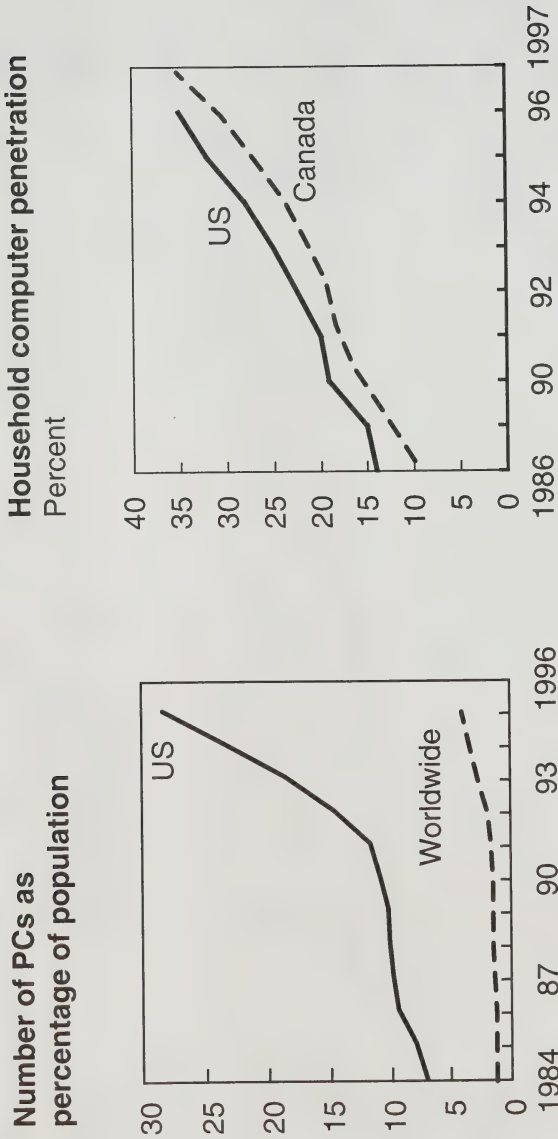 Number of PCs as
percentage of population
30
25
20
15
10
5
0
US
Worldwide
1984 87 90 93 1996
Household computer penetration
Percent
40
35
30
25
20
15
10
5
0
US
Canada
1986 90 92 94 96 1997